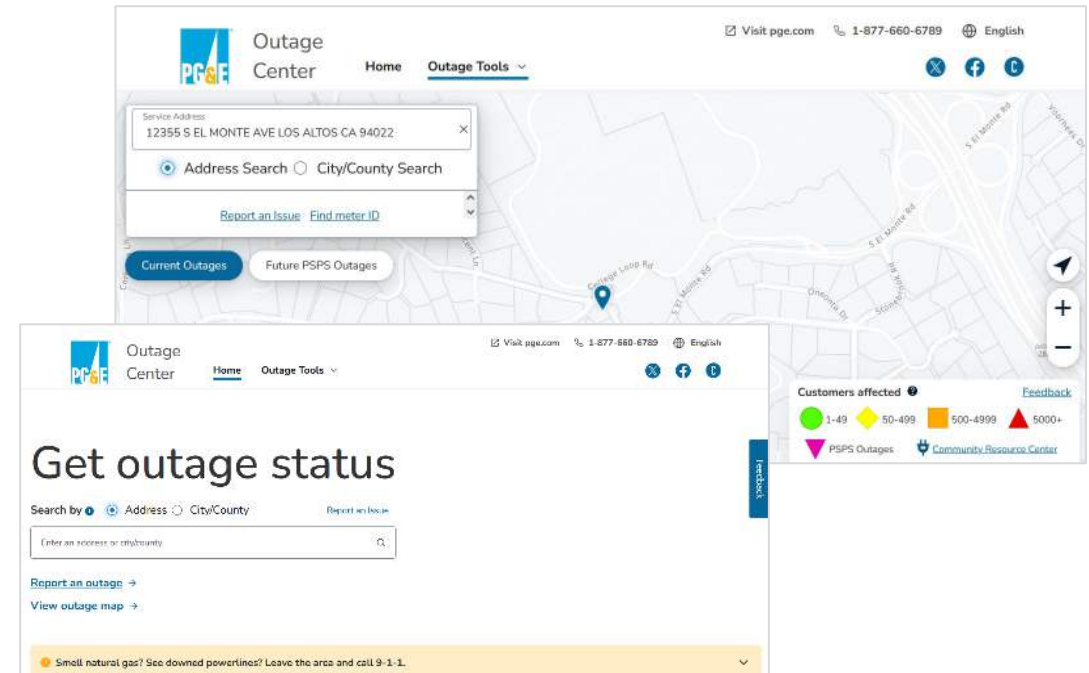 Outage
Center
PG&E
Home
Outage Tools
Visit pge.com
1-877-660-6789
English
Service Address
12355 S EL MONTE AVE LOS ALTOS CA 94022
Address Search
City/County Search
Report an Issue
Find meter ID
Current Outages
Future PSPS Outages
S El Monte Rd
S El Monte Rd
College Loop Rd
Voorhees Dr
Customers affected
Feedback
1-49
50-499
500-4999
5000+
PSPS Outages
Community Resource Center
Outage
Center
PG&E
Home
Outage Tools
Visit pge.com
1-877-660-6789
English
Get outage status
Search by
Address
City/County
Report an Issue
Enter an address or city/county
Report an outage →
View outage map →
Feedback
Smell natural gas? See downed powerlines? Leave the area and call 9-1-1.